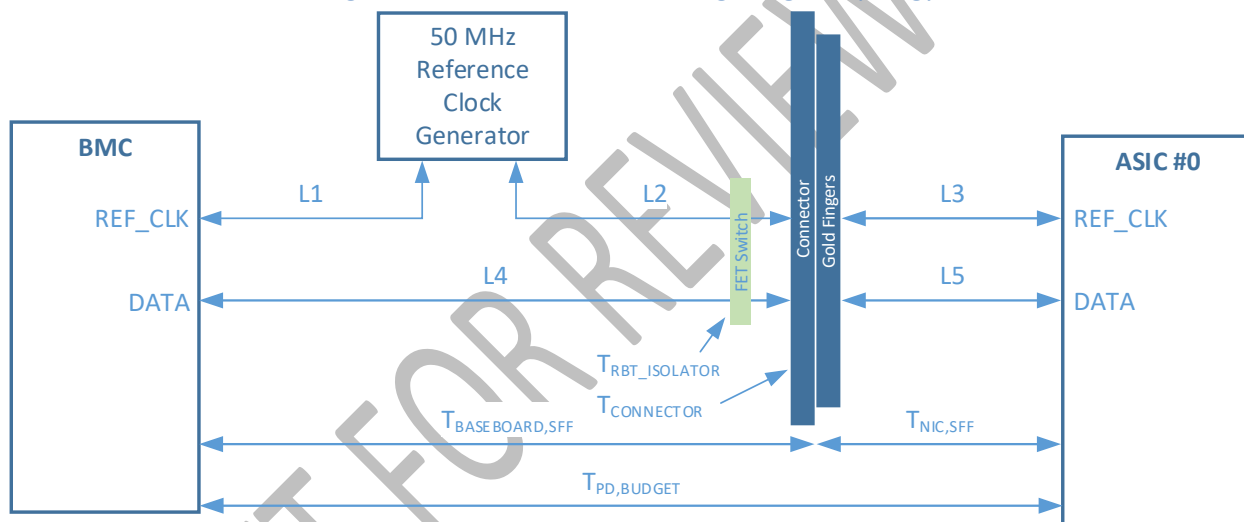 50 MHz
Reference
Clock
Generator
BMC
ASIC #0
L1
L2
L3
REF_CLK
REF_CLK
L4
L5
DATA
DATA
FET Switch
Connector
Gold Fingers
TRBT_ISOLATOR
TCONNECTOR
TBASEBOARD,SFF
TNIC,SFF
TPD,BUDGET
T FOR REVIEW